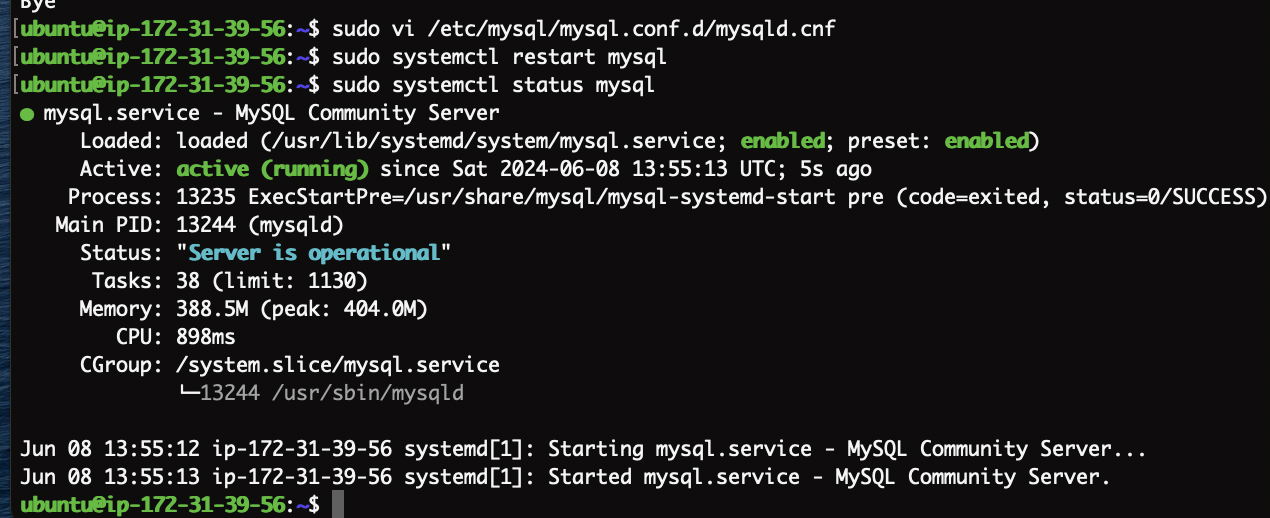 Bye
[ubuntu@ip-172-31-39-56:~$ sudo vi /etc/mysql/mysql.conf.d/mysqld.cnf
[ubuntu@ip-172-31-39-56:~$ sudo systemctl restart mysql
[ubuntu@ip-172-31-39-56:~$ sudo systemctl status mysql
● mysql.service - MySQL Community Server
Loaded: loaded (/usr/lib/systemd/system/mysql.service; enabled; preset: enabled)
Active: active (running) since Sat 2024-06-08 13:55:13 UTC; 5s ago
Process: 13235 ExecStartPre=/usr/share/mysql/mysql-systemd-start pre (code=exited, status=0/SUCCESS)
Main PID: 13244 (mysqld)
Status: "Server is operational"
Tasks: 38 (limit: 1130)
Memory: 388.5M (peak: 404.0M)
CPU: 898ms
CGroup: /system.slice/mysql.service
└─13244 /usr/sbin/mysqld
Jun 08 13:55:12 ip-172-31-39-56 systemd[1]: Starting mysql.service - MySQL Community Server...
Jun 08 13:55:13 ip-172-31-39-56 systemd[1]: Started mysql.service - MySQL Community Server.
ubuntu@ip-172-31-39-56:~$